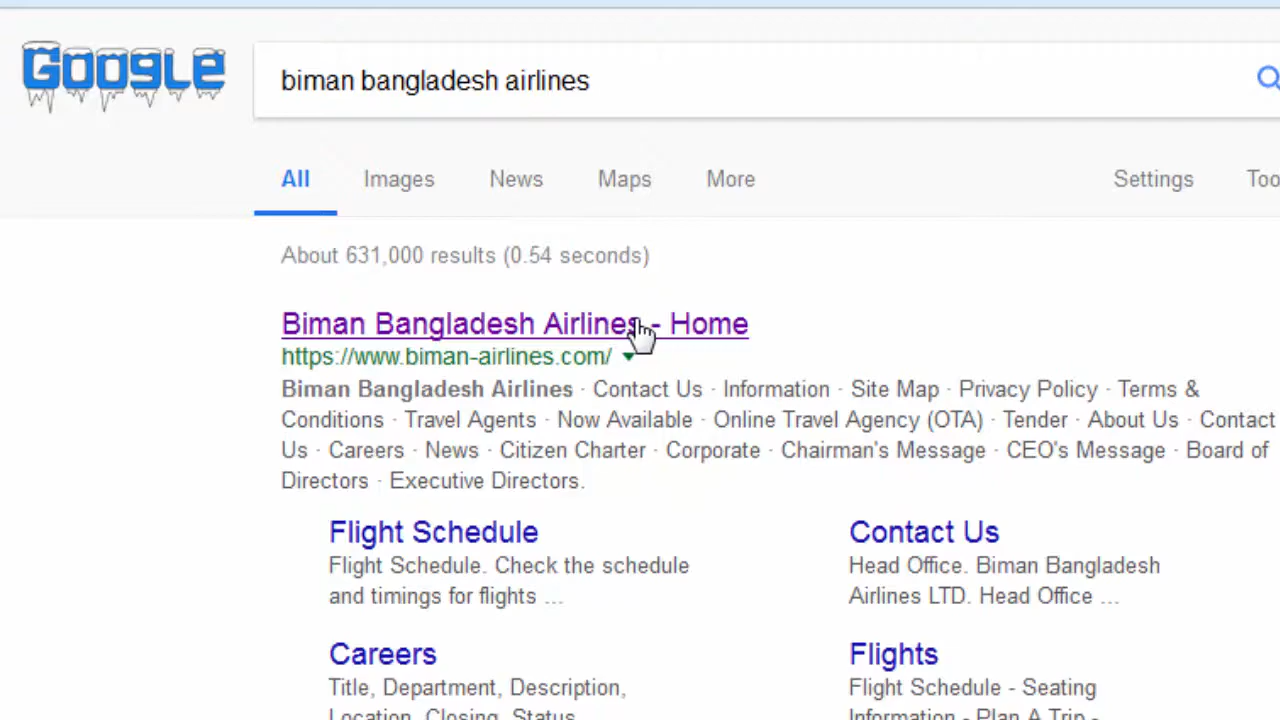 Google
biman bangladesh airlines
All Images News Maps More Settings
About 631,000 results (0.54 seconds)
Biman Bangladesh Airlines - Home
https://www.biman-airlines.com/
Biman Bangladesh Airlines · Contact Us · Information · Site Map · Privacy Policy · Terms &
Conditions · Travel Agents · Now Available · Online Travel Agency (OTA) · Tender · About Us · Contact
Us · Careers · News · Citizen Charter · Corporate · Chairman's Message · CEO's Message · Board of
Directors · Executive Directors.
Flight Schedule
Flight Schedule. Check the schedule
and timings for flights ...
Contact Us
Head Office. Biman Bangladesh
Airlines LTD. Head Office ...
Careers
Title, Department, Description,
Location, Closing, Status
Flights
Flight Schedule - Seating
Information - Plan A Trip -